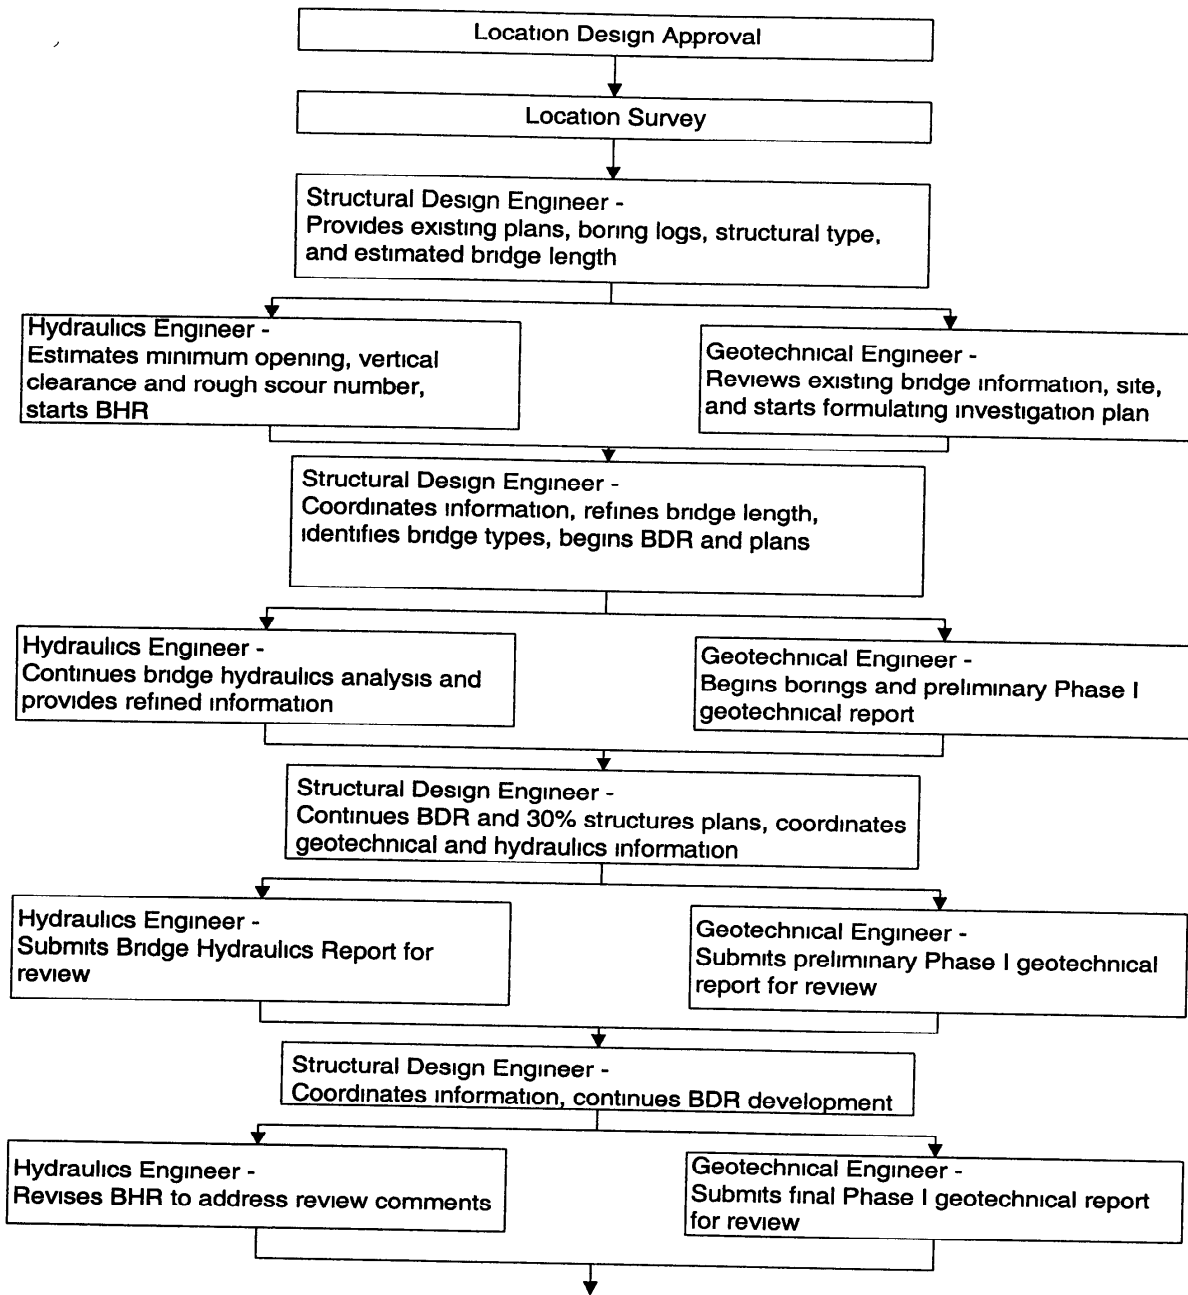 Location Design Approval
Location Survey
Structural Design Engineer -
Provides existing plans, boring logs, structural type,
and estimated bridge length
Hydraulics Engineer -
Estimates minimum opening, vertical
clearance and rough scour number,
starts BHR
Geotechnical Engineer -
Reviews existing bridge information, site,
and starts formulating investigation plan
Structural Design Engineer -
Coordinates information, refines bridge length,
identifies bridge types, begins BDR and plans
Hydraulics Engineer -
Continues bridge hydraulics analysis and
provides refined information
Geotechnical Engineer -
Begins borings and preliminary Phase I
geotechnical report
Structural Design Engineer -
Continues BDR and 30% structures plans, coordinates
geotechnical and hydraulics information
Hydraulics Engineer -
Submits Bridge Hydraulics Report for
review
Geotechnical Engineer -
Submits preliminary Phase I geotechnical
report for review
Structural Design Engineer -
Coordinates information, continues BDR development
Hydraulics Engineer -
Revises BHR to address review comments
Geotechnical Engineer -
Submits final Phase I geotechnical report
for review